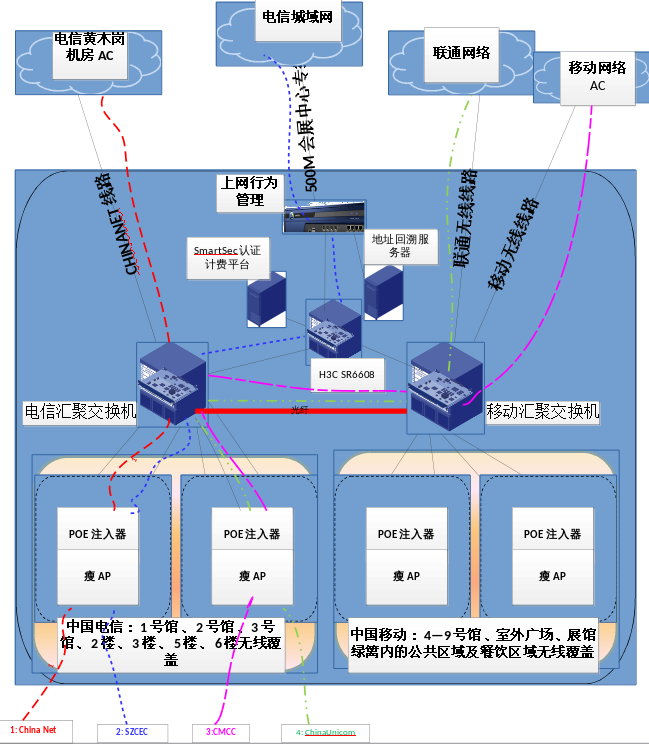 电信黄木岗
机房 AC
电信城域网
联通网络
移动网络
AC
500M 会展中心专
上网行为
管理
CHINANET 线路
联通无线线路
移动无线线路
SmartSec认证
计费平台
地址回溯服
务器
H3C SR6608
电信汇聚交换机
光纤
移动汇聚交换机
POE 注入器
瘦 AP
POE 注入器
瘦 AP
POE 注入器
瘦 AP
POE 注入器
瘦 AP
中国电信：1号馆、2号馆、3号
馆、2楼、3楼、5楼、6楼无线覆
盖
中国移动：4—9号馆、室外广场、展馆
绿篱内的公共区域及餐饮区域无线覆盖
1: China Net
2: SZCEC
3:CMCC
4: ChinaUnicom